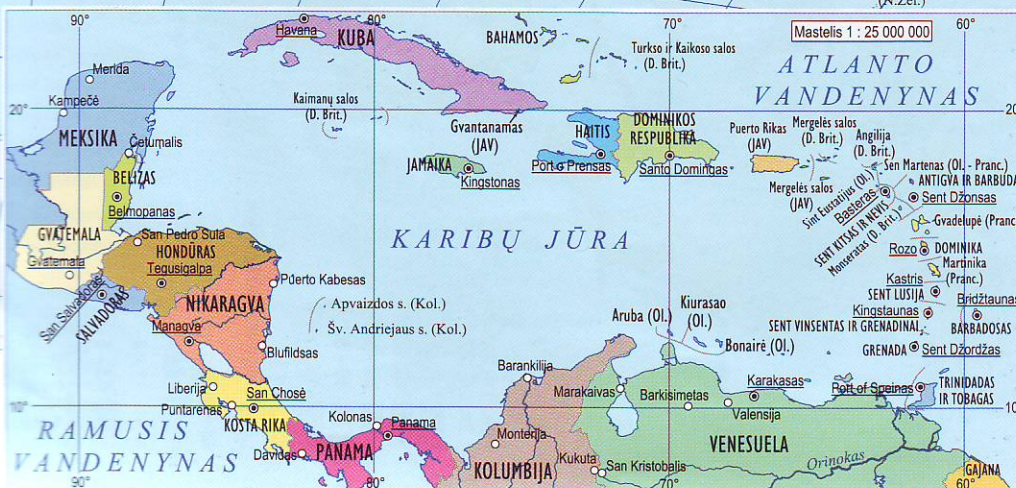 (N.Zel.)
90°
80°
70°
60°
Mastelis 1 : 25 000 000
Havana
KUBA
BAHAMOS
Turkso ir Kaikoso salos
(D. Brit.)
ATLANTO
VANDENYNAS
Merida
20°
20
Kampečė
Kaimanų salos
(D. Brit.)
MEKSIKA
Četumalis
Gvantanamas
(JAV)
HAITIS
DOMINIKOS
RESPUBLIKA
Puerto Rikas
(JAV)
Mergelės salos
(D. Brit.)
Angilija
(D. Brit.)
Sen Martenas (Ol. - Pranc.)
JAMAIKA
Kingstonas
Port o Prensas
Santo Domingas
Mergelės salos
(JAV)
Sint Eustatijus (Ol.)
Basteras
ANTIGVA IR BARBUDA
Sent Džonsas
BELIZAS
Belmopanas
SENT KITSAS IR NEVIS
Monseratas (D. Brit.)
Gvadelupė (Pranc
GVATEMALA
Gvatemala
San Pedro Sula
HONDŪRAS
Tegusigalpa
KARIBŲ JŪRA
Rozo
DOMINIKA
Martinika
(Pranc.)
San Salvadoras
SALVADORAS
NIKARAGVA
Puerto Kabesas
Apvaizdos s. (Kol.)
Šv. Andriejaus s. (Kol.)
Kastris
SENT LUSIJA
Kingstaunas
Bridžtaunas
Managva
Blufildsas
Aruba (Ol.)
Kiurasao
(Ol.)
Bonairė (Ol.)
SENT VINSENTAS IR GRENADINAI
BARBADOSAS
GRENADA
Sent Džordžas
Liberija
San Chosė
Barankilija
Marakaivas
Barkisimetas
Karakasas
Valensija
Port of Speinas
TRINIDADAS
IR TOBAGAS
10°
10
Puntarenas
KOSTA RIKA
Kolonas
Panama
RAMUSIS
VANDENYNAS
Davidas
PANAMA
Monterija
KOLUMBIJA
Kukuta
San Kristobalis
VENESUELA
Orinokas
GAJANA
90°
80°
70°
60°